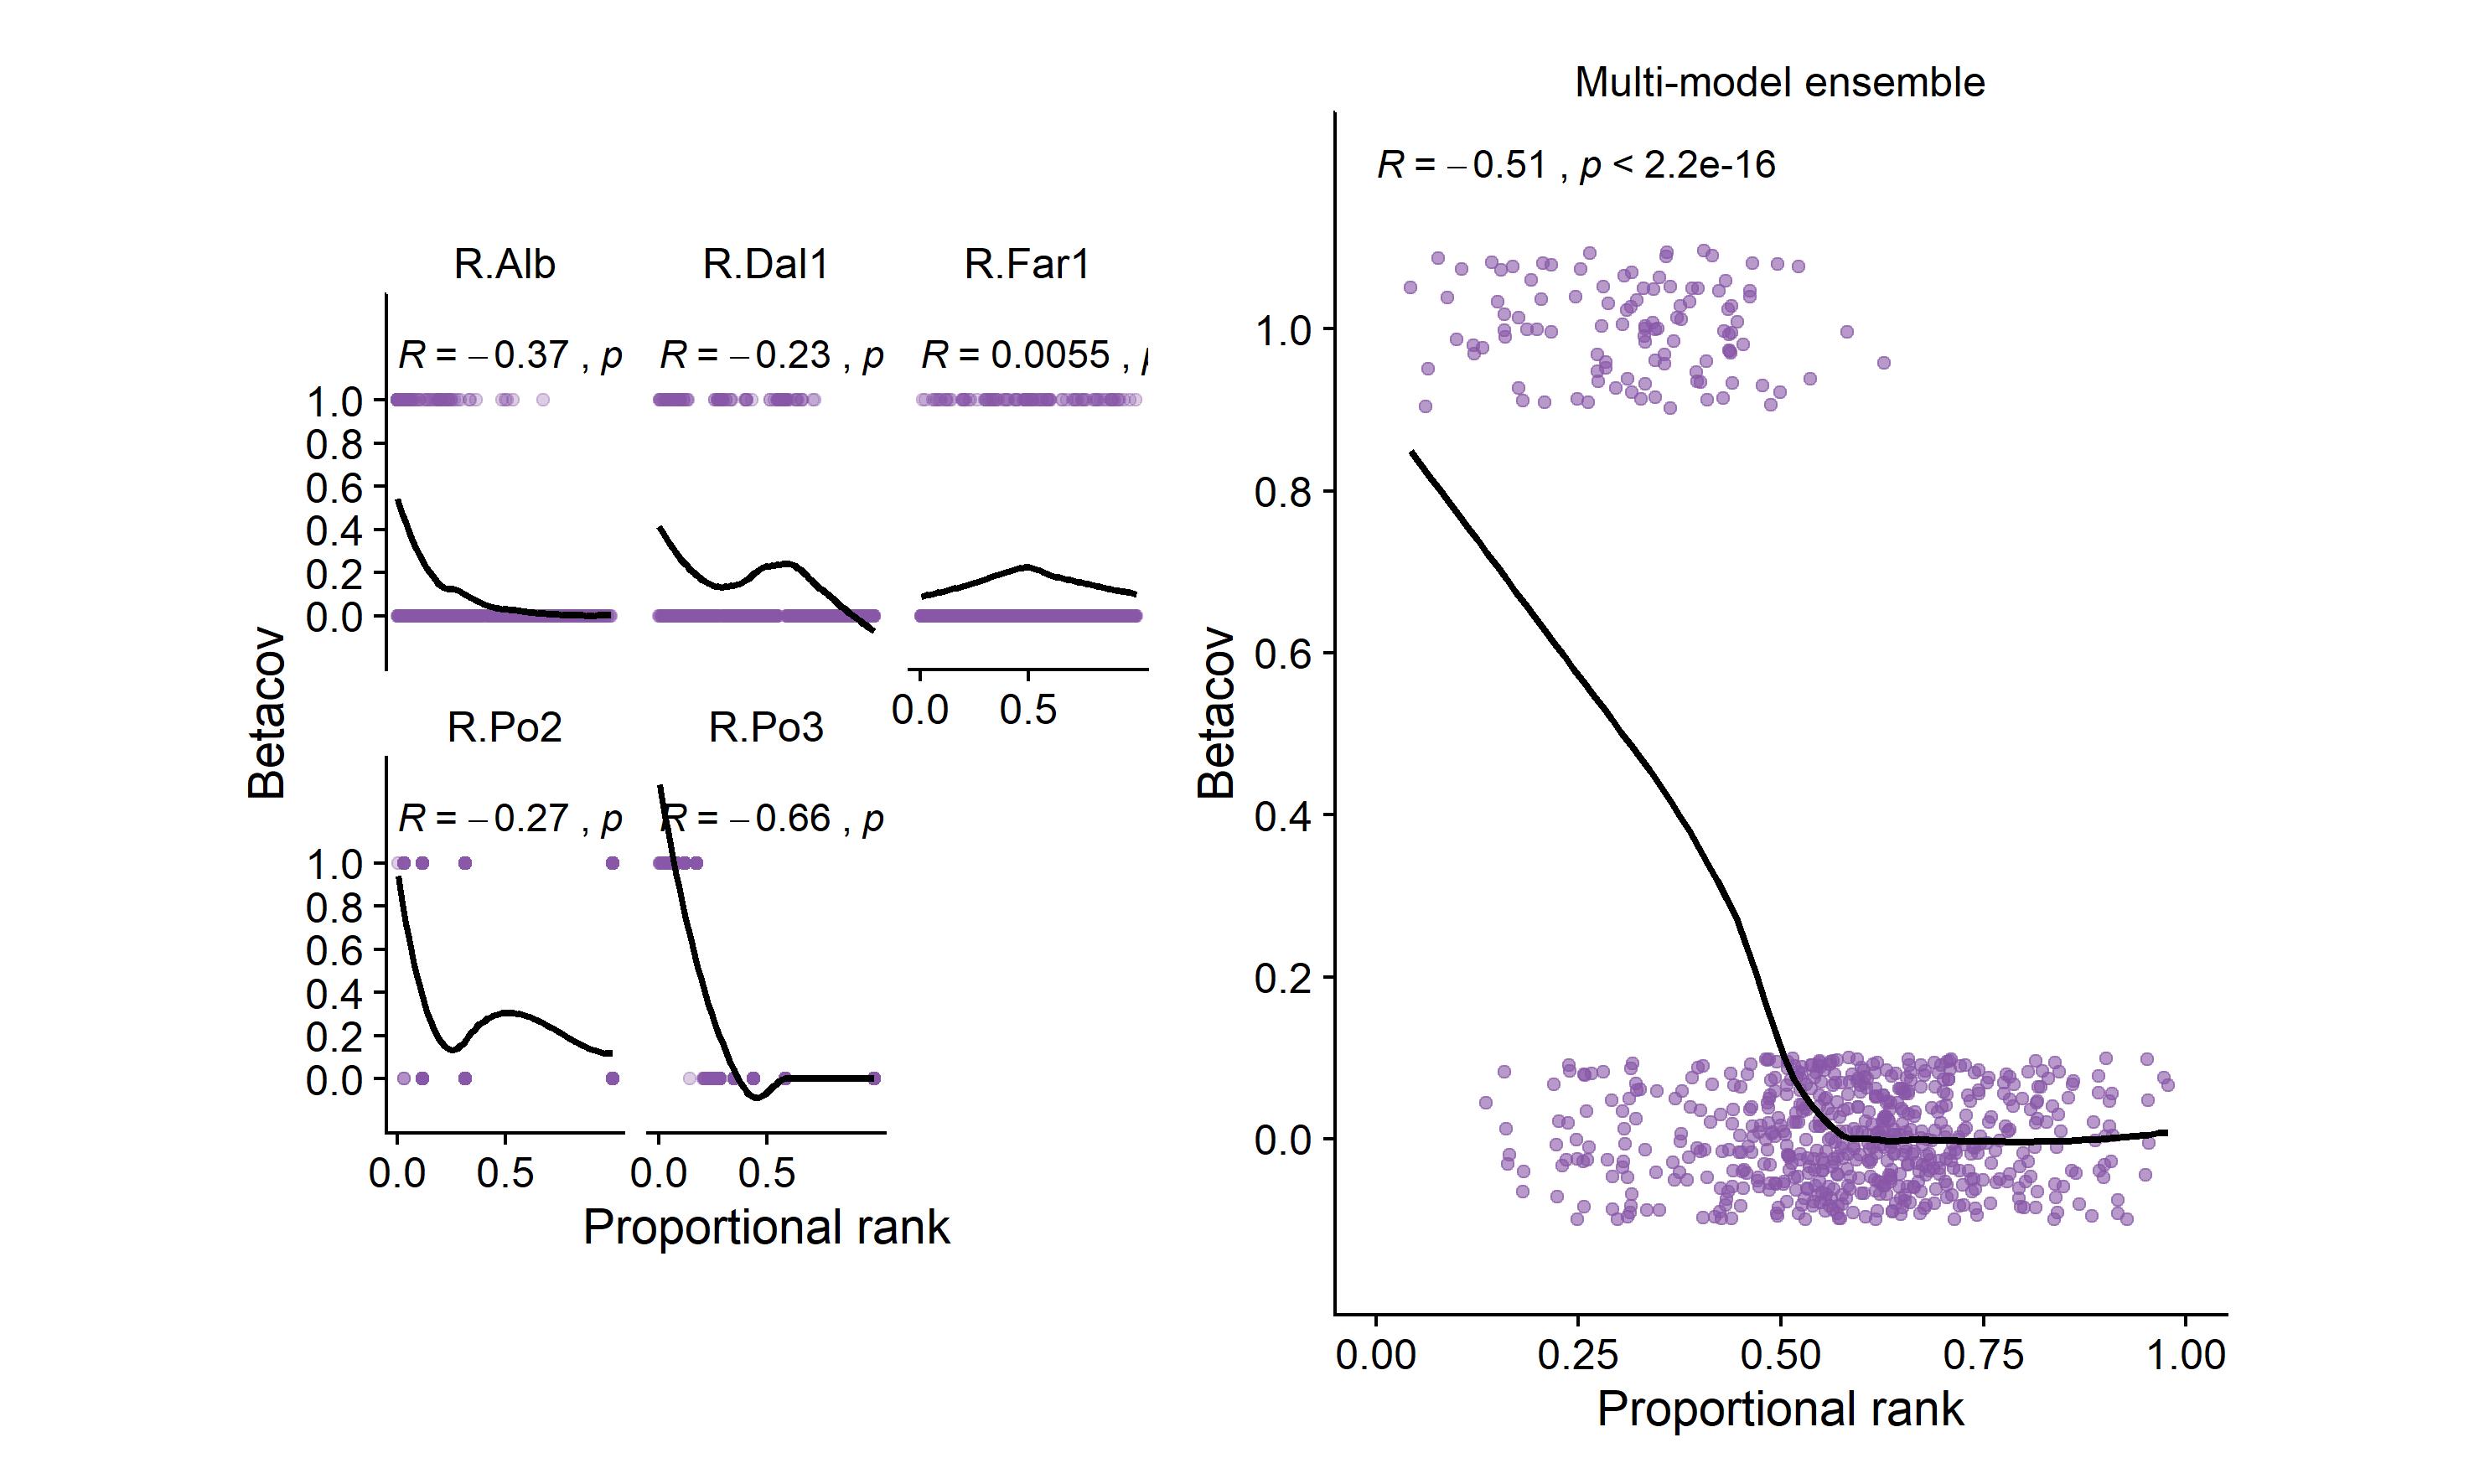 Multi-model ensemble
R = −0.51 , p < 2.2e-16
R.Alb
R.Dal1
R.Far1
R = −0.37 , p
R = −0.23 , p
R = 0.0055 ,
1.0
0.8
0.6
0.4
0.2
0.0
0.0 0.5
R.Po2
R.Po3
R = −0.27 , p
R = −0.66 , p
1.0
0.8
0.6
0.4
0.2
0.0
0.0 0.5
0.0 0.5
Betacov
Proportional rank
1.0
0.8
0.6
0.4
0.2
0.0
Betacov
0.00 0.25 0.50 0.75 1.00
Proportional rank